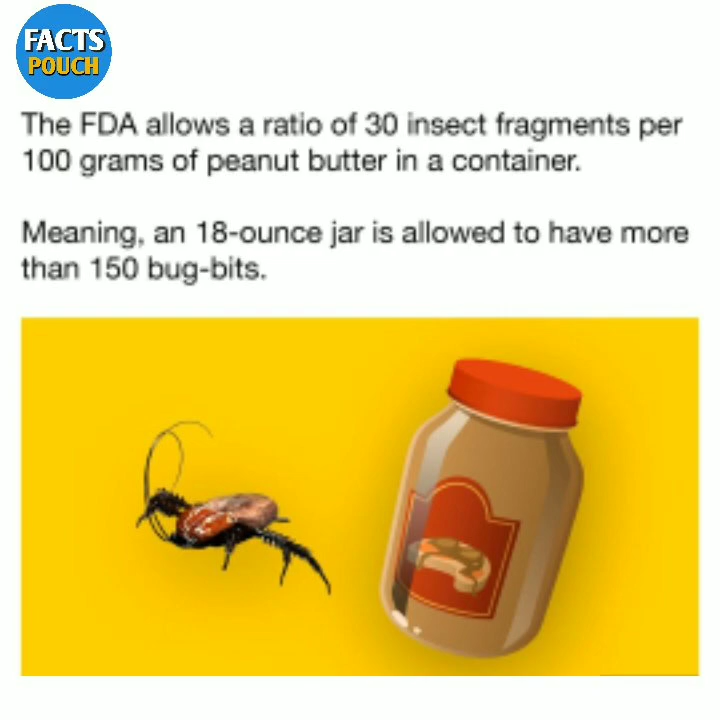 FACTS
POUCH
The FDA allows a ratio of 30 insect fragments per
100 grams of peanut butter in a container.
Meaning, an 18-ounce jar is allowed to have more
than 150 bug-bits.